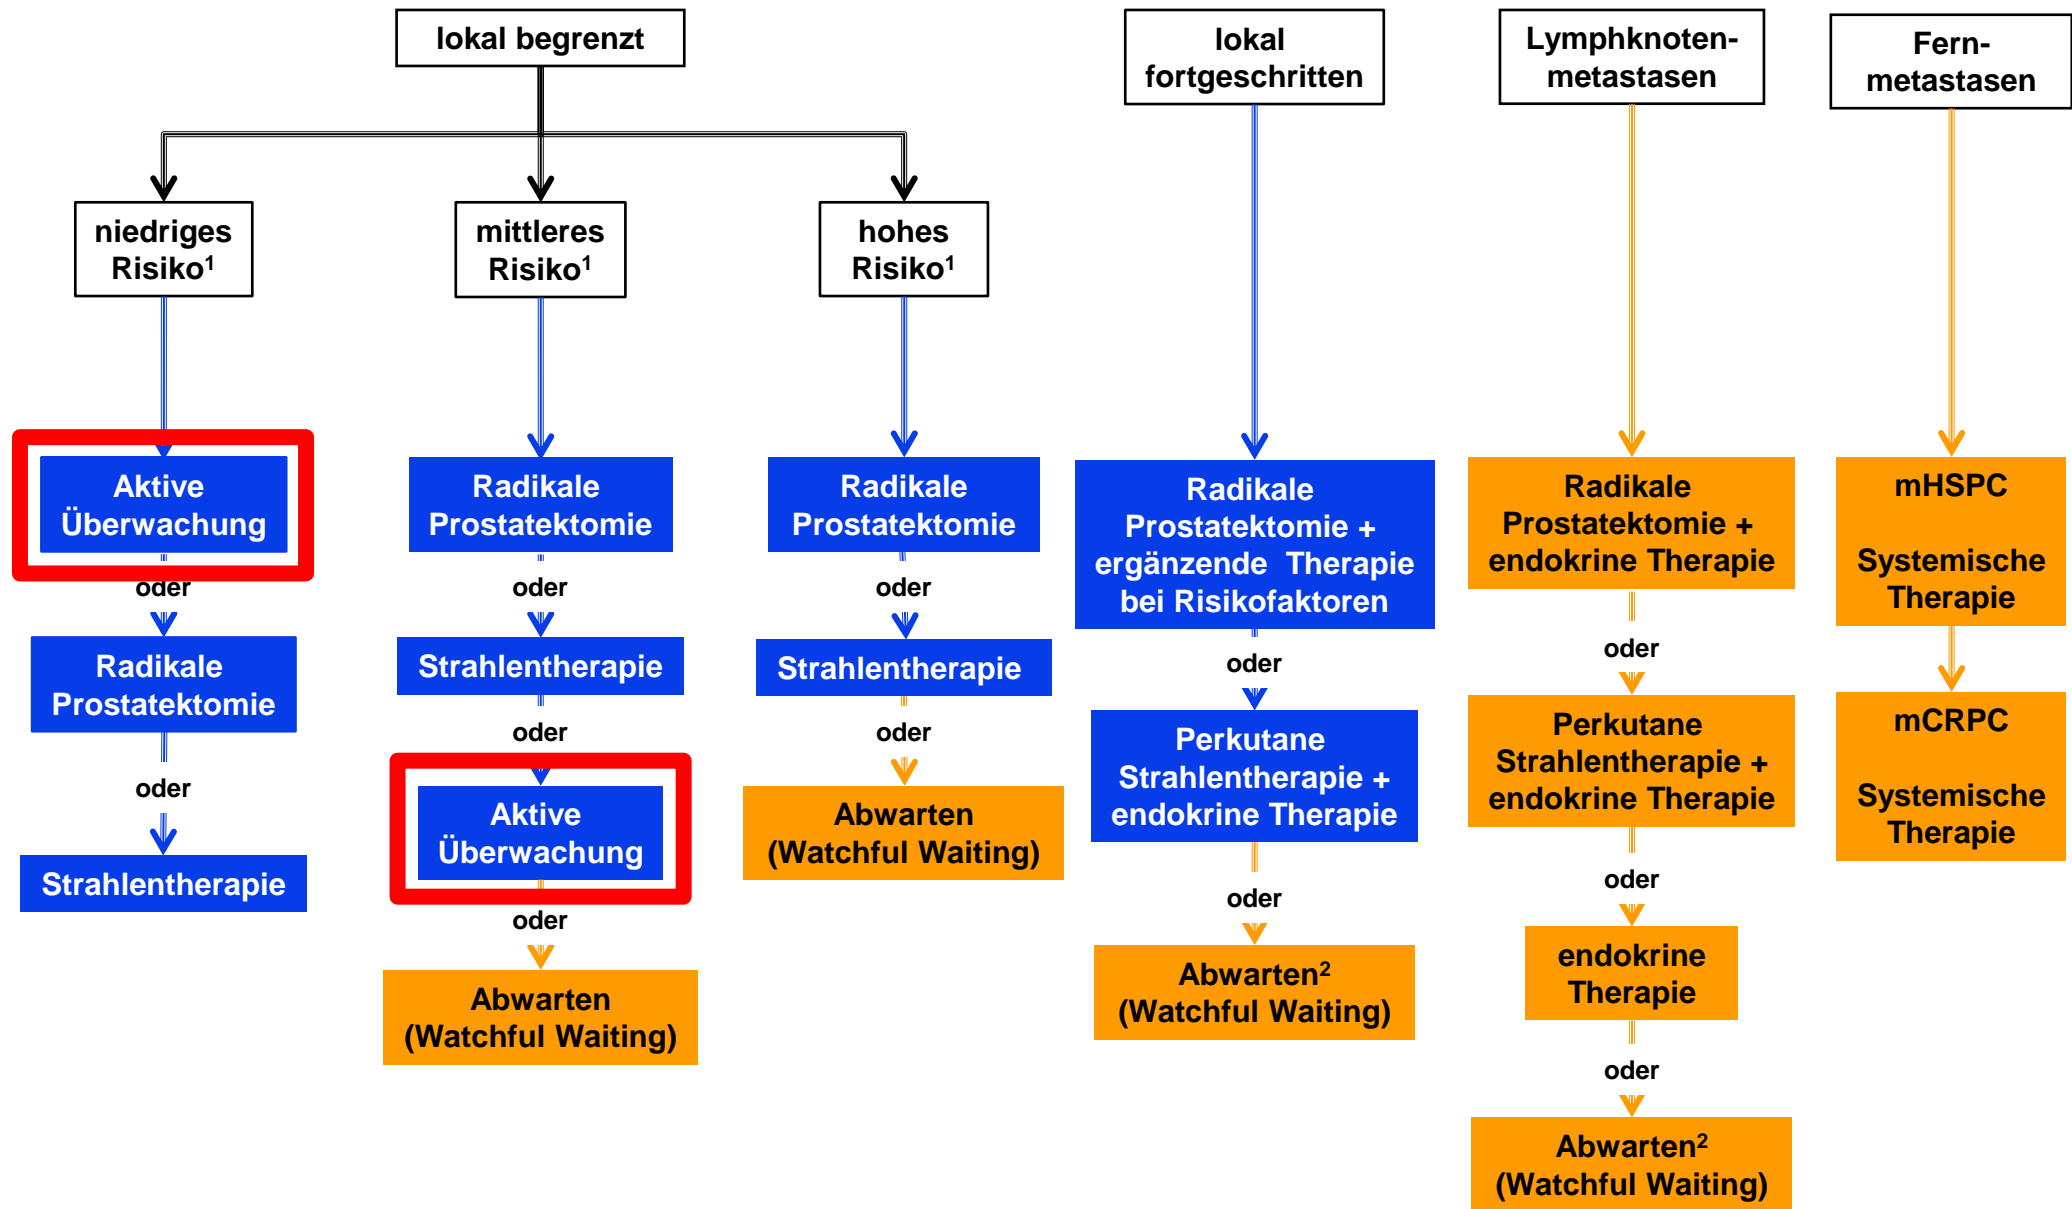 lokal begrenzt
niedriges
Risiko¹
Aktive
Überwachung
oder
Radikale
Prostatektomie
oder
Strahlentherapie
mittleres
Risiko¹
Radikale
Prostatektomie
oder
Strahlentherapie
oder
Aktive
Überwachung
oder
Abwarten
(Watchful Waiting)
hohes
Risiko¹
Radikale
Prostatektomie
oder
Strahlentherapie
oder
Abwarten
(Watchful Waiting)
lokal
fortgeschritten
Radikale
Prostatektomie +
ergänzende Therapie
bei Risikofaktoren
oder
Perkutane
Strahlentherapie +
endokrine Therapie
oder
Abwarten²
(Watchful Waiting)
Lymphknoten-
metastasen
Radikale
Prostatektomie +
endokrine Therapie
oder
Perkutane
Strahlentherapie +
endokrine Therapie
oder
endokrine
Therapie
oder
Abwarten²
(Watchful Waiting)
Fern-
metastasen
mHSPC
Systemische
Therapie
mCRPC
Systemische
Therapie